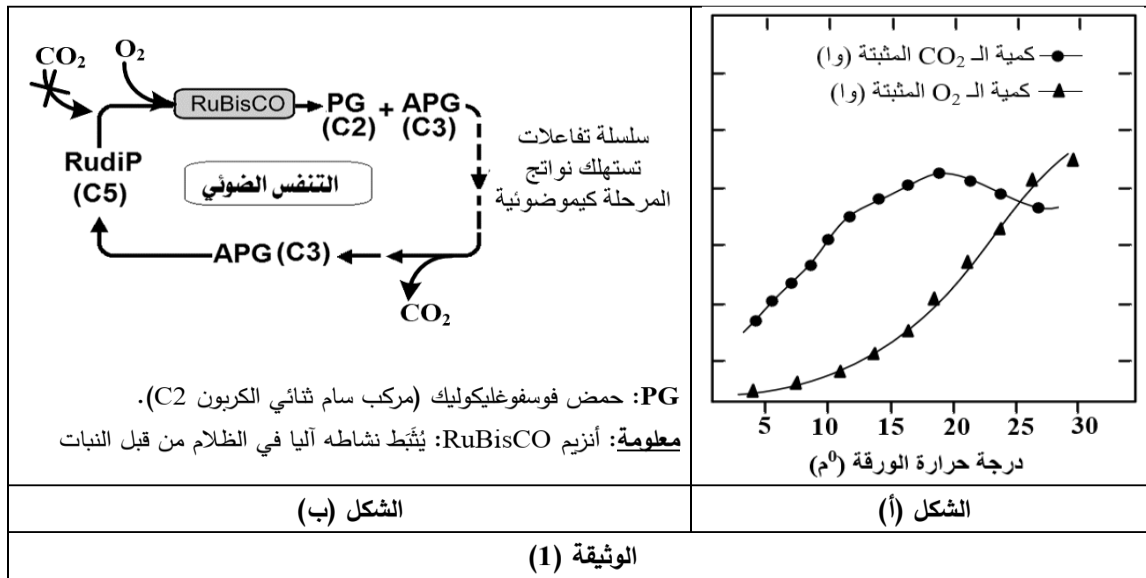 كمية الـ CO₂ المثبتة (وا)
كمية الـ O₂ المثبتة (وا)
5 10 15 20 25 30
درجة حرارة الورقة (⁰م)
الشكل (أ)
CO₂
O₂
RuBisCO
PG + APG
(C2) (C3)
سلسلة تفاعلات
تستهلك نواتج
المرحلة كيموضوئية
RudiP
(C5)
التنفس الضوئي
APG (C3)
CO₂
PG: حمض فوسفوغليكوليك (مركب سام ثنائي الكربون C2).
معلومة: أنزيم RuBisCO: يُثَبَط نشاطه آليا في الظلام من قبل النبات
الشكل (ب)
الوثيقة (1)